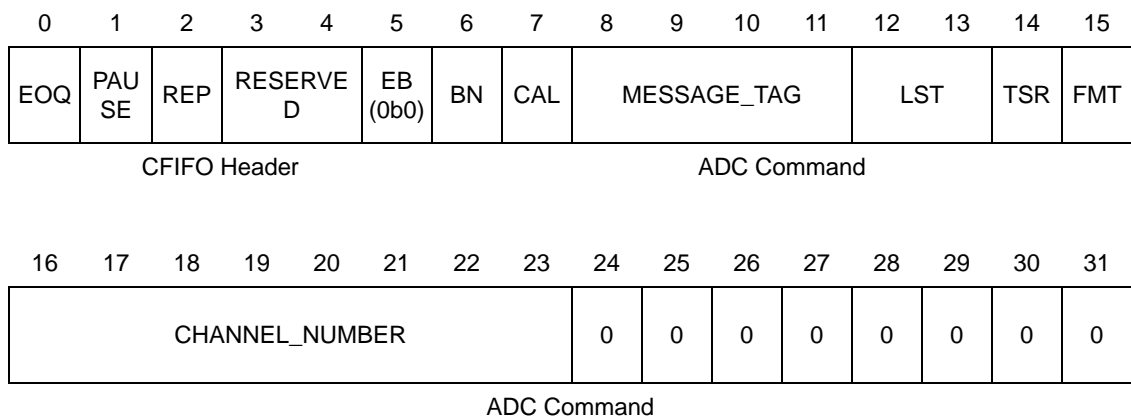 0 1 2 3 4 5 6 7 8 9 10 11 12 13 14 15
EOQ PAU SE REP RESERVE D EB (0b0) BN CAL MESSAGE_TAG LST TSR FMT
CFIFO Header ADC Command
16 17 18 19 20 21 22 23 24 25 26 27 28 29 30 31
CHANNEL_NUMBER 0 0 0 0 0 0 0 0
ADC Command